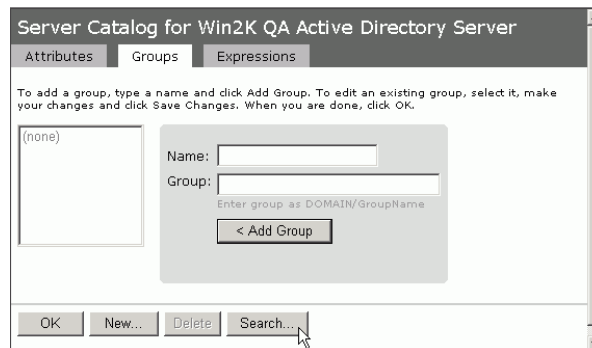 Server Catalog for Win2K QA Active Directory Server
Attributes Groups Expressions
To add a group, type a name and click Add Group. To edit an existing group, select it, make
your changes and click Save Changes. When you are done, click OK.
(none)
Name:
Group:
Enter group as DOMAIN/GroupName
< Add Group
OK New... Delete Search...